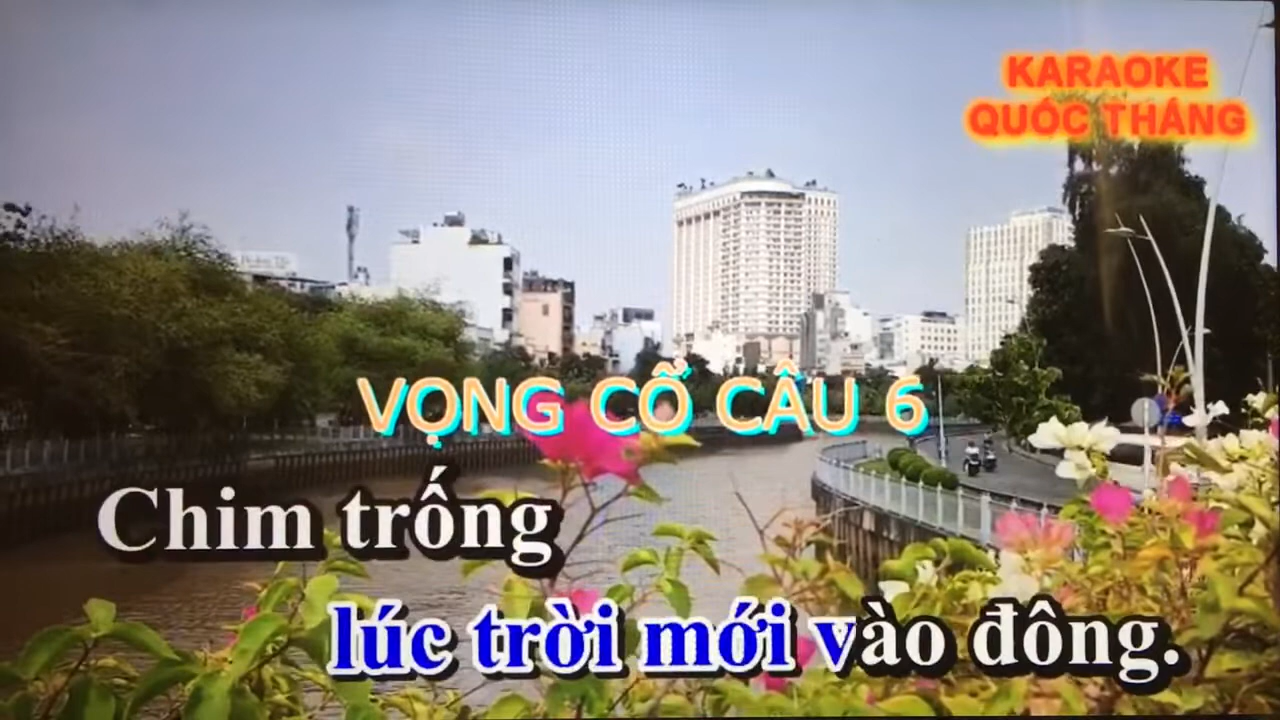 KARAOKE
QUỐC THẮNG
VỌNG CỔ CÂU 6
Chim trống
lúc trời mới vào đông.